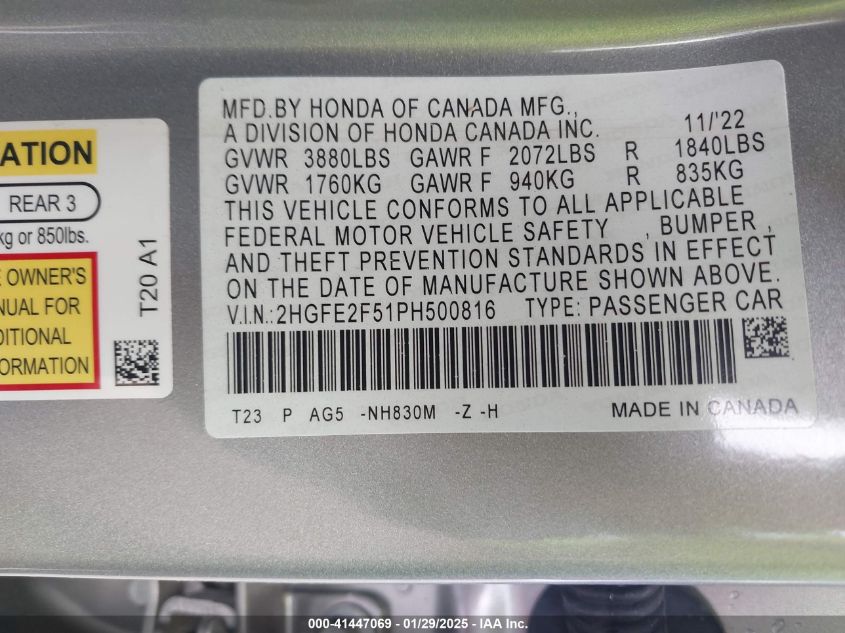 ATION
REAR 3
kg or 850lbs.
E OWNER'S
NUAL FOR
DITIONAL
FORMATION
T20 A1
MFD.BY HONDA OF CANADA MFG.,
A DIVISION OF HONDA CANADA INC. 11/'22
GVWR 3880LBS GAWR F 2072LBS R 1840LBS
GVWR 1760KG GAWR F 940KG R 835KG
THIS VEHICLE CONFORMS TO ALL APPLICABLE
FEDERAL MOTOR VEHICLE SAFETY , BUMPER ,
AND THEFT PREVENTION STANDARDS IN EFFECT
ON THE DATE OF MANUFACTURE SHOWN ABOVE.
V.I.N.:2HGFE2F51PH500816 TYPE: PASSENGER CAR
T23 P AG5 -NH830M -Z -H MADE IN CANADA
000-41447069 - 01/29/2025 - IAA Inc.